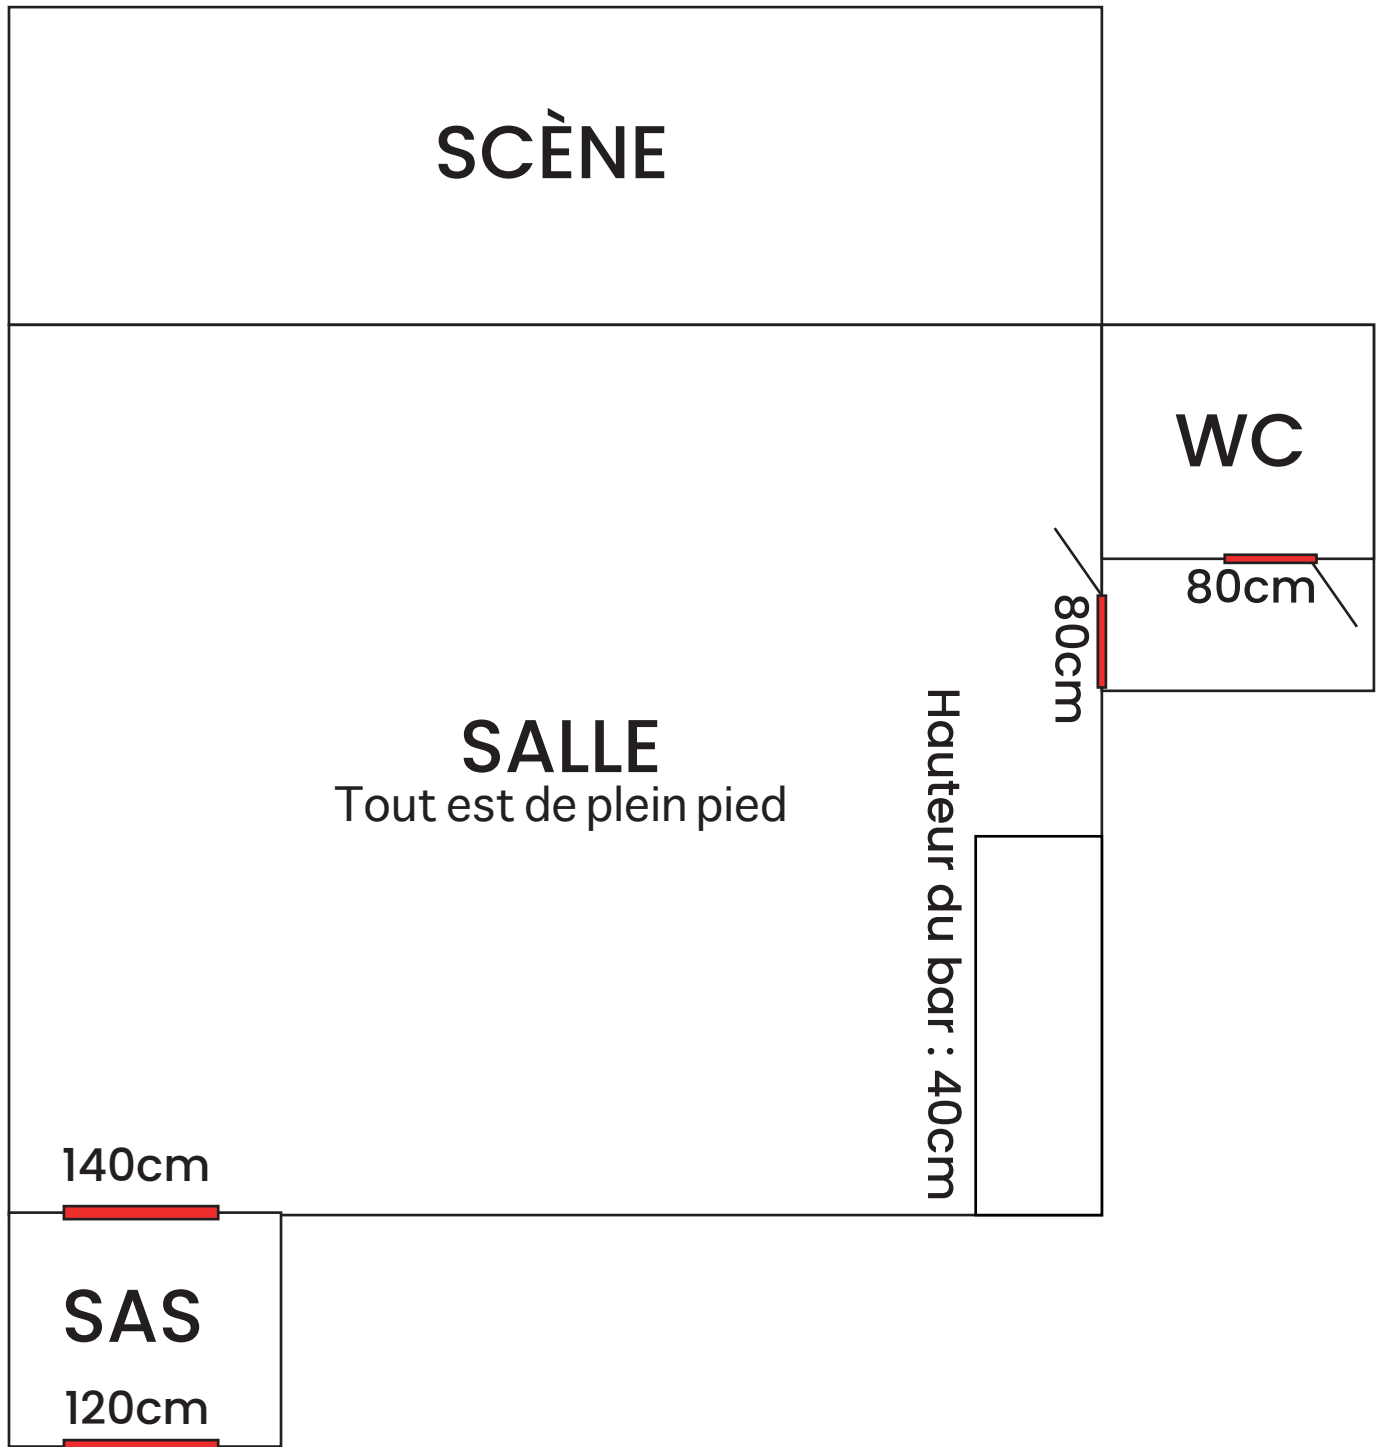 SCÈNE
WC
80cm
80cm
SALLE
Tout est de plein pied
Hauteur du bar : 40cm
140cm
SAS
120cm